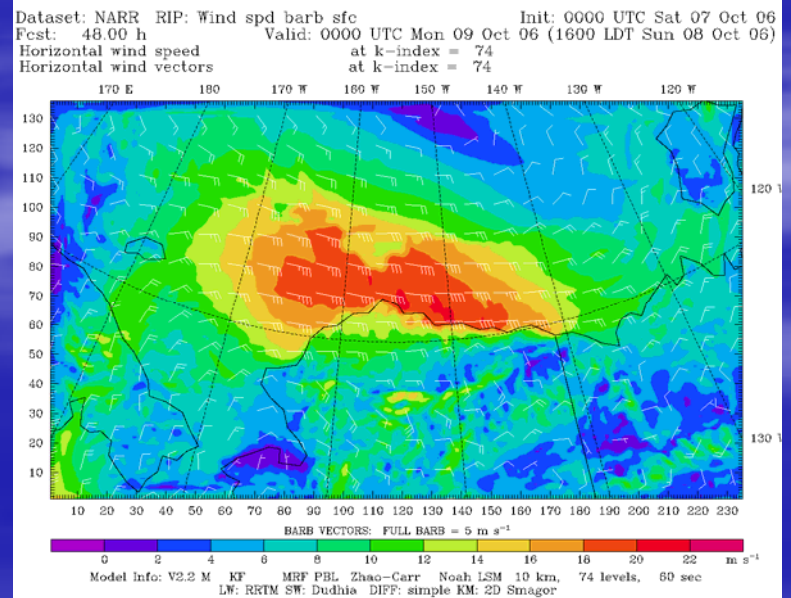 Dataset: NARR RIP: Wind spd barb sfc Init: 0000 UTC Sat 07 Oct 06
Fcst: 48.00 h Valid: 0000 UTC Mon 09 Oct 06 (1600 LDT Sun 08 Oct 06)
Horizontal wind speed at k-index = 74
Horizontal wind vectors at k-index = 74
170 E 180 170 W 160 W 150 W 140 W 130 W 120 W
130
120
110
120
100
90
80
70
60
50
40
30
130
20
10
10 20 30 40 50 60 70 80 90 100 110 120 130 140 150 160 170 180 190 200 210 220 230
BARB VECTORS: FULL BARB = 5 m s⁻¹
0 2 4 6 8 10 12 14 16 18 20 22 m s⁻¹
Model Info: V2.2 M KF MRF PBL Zhao-Carr Noah LSM 10 km, 74 levels, 60 sec
LW: RRTM SW: Dudhia DIFF: simple KM: 2D Smagor